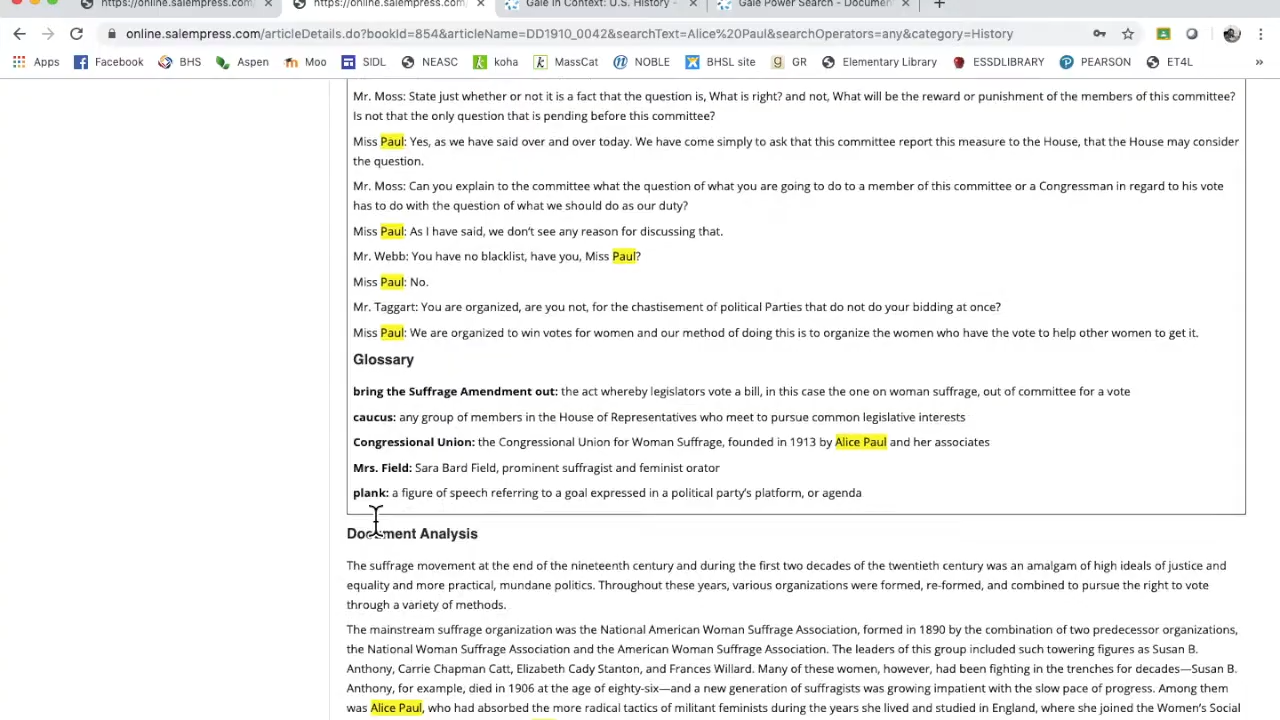 https://online.salempress.com/
https://online.salempress.com/
Gale In Context: U.S. History -
Gale Power Search - Document
online.salempress.com/articleDetails.do?bookId=854&articleName=DD1910_0042&searchText=Alice%20Paul&searchOperators=any&category=History
Apps Facebook BHS Aspen Moo SIDL NEASC koha MassCat NOBLE BHSL site GR Elementary Library ESSDLIBRARY PEARSON ET4L »
Mr. Moss: State just whether or not it is a fact that the question is, What is right? and not, What will be the reward or punishment of the members of this committee?
Is not that the only question that is pending before this committee?
Miss Paul: Yes, as we have said over and over today. We have come simply to ask that this committee report this measure to the House, that the House may consider
the question.
Mr. Moss: Can you explain to the committee what the question of what you are going to do to a member of this committee or a Congressman in regard to his vote
has to do with the question of what we should do as our duty?
Miss Paul: As I have said, we don't see any reason for discussing that.
Mr. Webb: You have no blacklist, have you, Miss Paul?
Miss Paul: No.
Mr. Taggart: You are organized, are you not, for the chastisement of political Parties that do not do your bidding at once?
Miss Paul: We are organized to win votes for women and our method of doing this is to organize the women who have the vote to help other women to get it.
Glossary
bring the Suffrage Amendment out: the act whereby legislators vote a bill, in this case the one on woman suffrage, out of committee for a vote
caucus: any group of members in the House of Representatives who meet to pursue common legislative interests
Congressional Union: the Congressional Union for Woman Suffrage, founded in 1913 by Alice Paul and her associates
Mrs. Field: Sara Bard Field, prominent suffragist and feminist orator
plank: a figure of speech referring to a goal expressed in a political party's platform, or agenda
Document Analysis
The suffrage movement at the end of the nineteenth century and during the first two decades of the twentieth century was an amalgam of high ideals of justice and
equality and more practical, mundane politics. Throughout these years, various organizations were formed, re-formed, and combined to pursue the right to vote
through a variety of methods.
The mainstream suffrage organization was the National American Woman Suffrage Association, formed in 1890 by the combination of two predecessor organizations,
the National Woman Suffrage Association and the American Woman Suffrage Association. The leaders of this group included such towering figures as Susan B.
Anthony, Carrie Chapman Catt, Elizabeth Cady Stanton, and Frances Willard. Many of these women, however, had been fighting in the trenches for decades—Susan B.
Anthony, for example, died in 1906 at the age of eighty-six—and a new generation of suffragists was growing impatient with the slow pace of progress. Among them
was Alice Paul, who had absorbed the more radical tactics of militant feminists during the years she lived and studied in England, where she joined the Women's Social